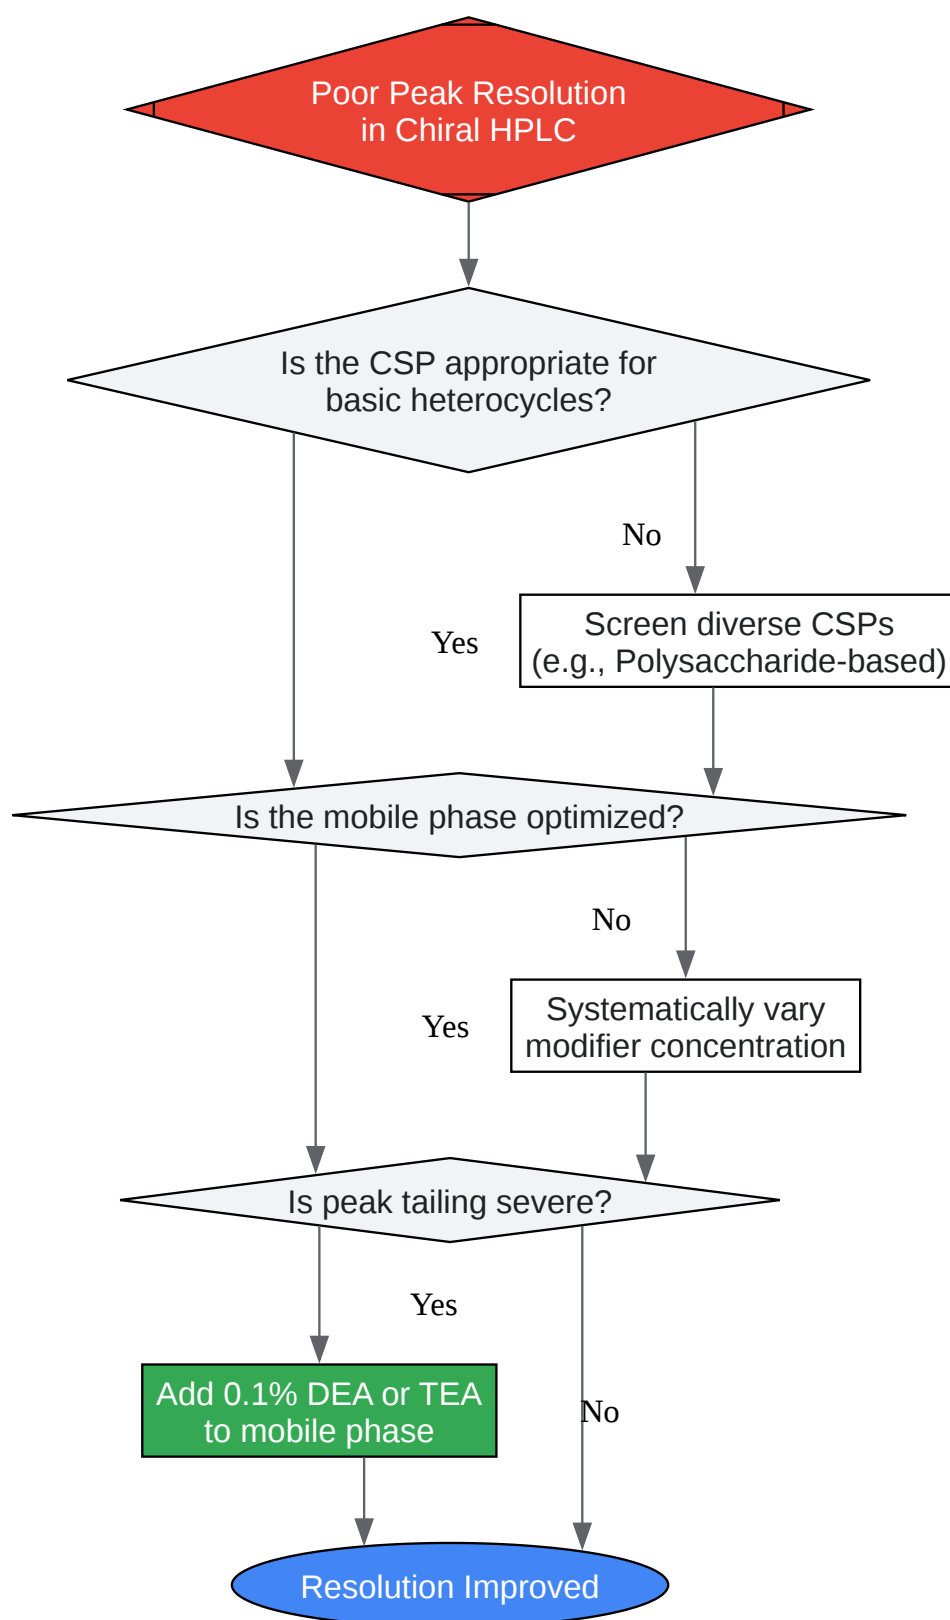 Poor Peak Resolution
in Chiral HPLC
Is the CSP appropriate for
basic heterocycles?
No
Screen diverse CSPs
(e.g., Polysaccharide-based)
Yes
Is the mobile phase optimized?
No
Systematically vary
modifier concentration
Yes
Is peak tailing severe?
Yes
Add 0.1% DEA or TEA
to mobile phase
No
Resolution Improved